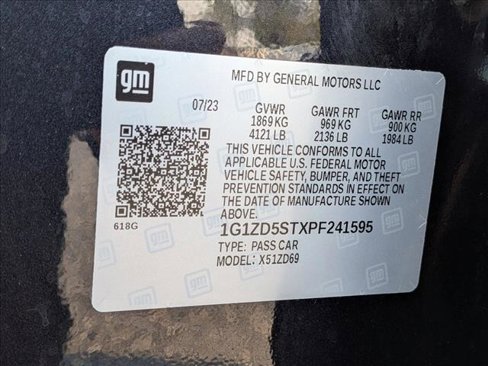 gm
MFD BY GENERAL MOTORS LLC
07/23 GVWR GAWR FRT GAWR RR
1869 KG 969 KG 900 KG
4121 LB 2136 LB 1984 LB
THIS VEHICLE CONFORMS TO ALL
APPLICABLE U.S. FEDERAL MOTOR
VEHICLE SAFETY, BUMPER, AND THEFT
PREVENTION STANDARDS IN EFFECT ON
THE DATE OF MANUFACTURE SHOWN
ABOVE.
618G
1G1ZD5STXPF241595
TYPE: PASS CAR
MODEL: X51ZD69